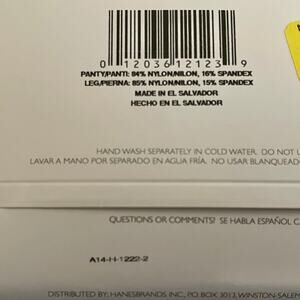 0 12036 12123 9
PANTY/PANTI: 84% NYLON/NILON, 16% SPANDEX
LEG/PIERNA: 85% NYLON/NILON, 15% SPANDEX
MADE IN EL SALVADOR
HECHO EN EL SALVADOR
HAND WASH SEPARATELY IN COLD WATER. DO NOT
LAVAR A MANO POR SEPARADO EN AGUA FRÍA. NO USAR BLANQUEAD
QUESTIONS OR COMMENTS? SE HABLA ESPAÑOL
A14-H-1222-2
DISTRIBUTED BY: HANESBRANDS INC., P.O. BOX 3013, WINSTON-SALEM